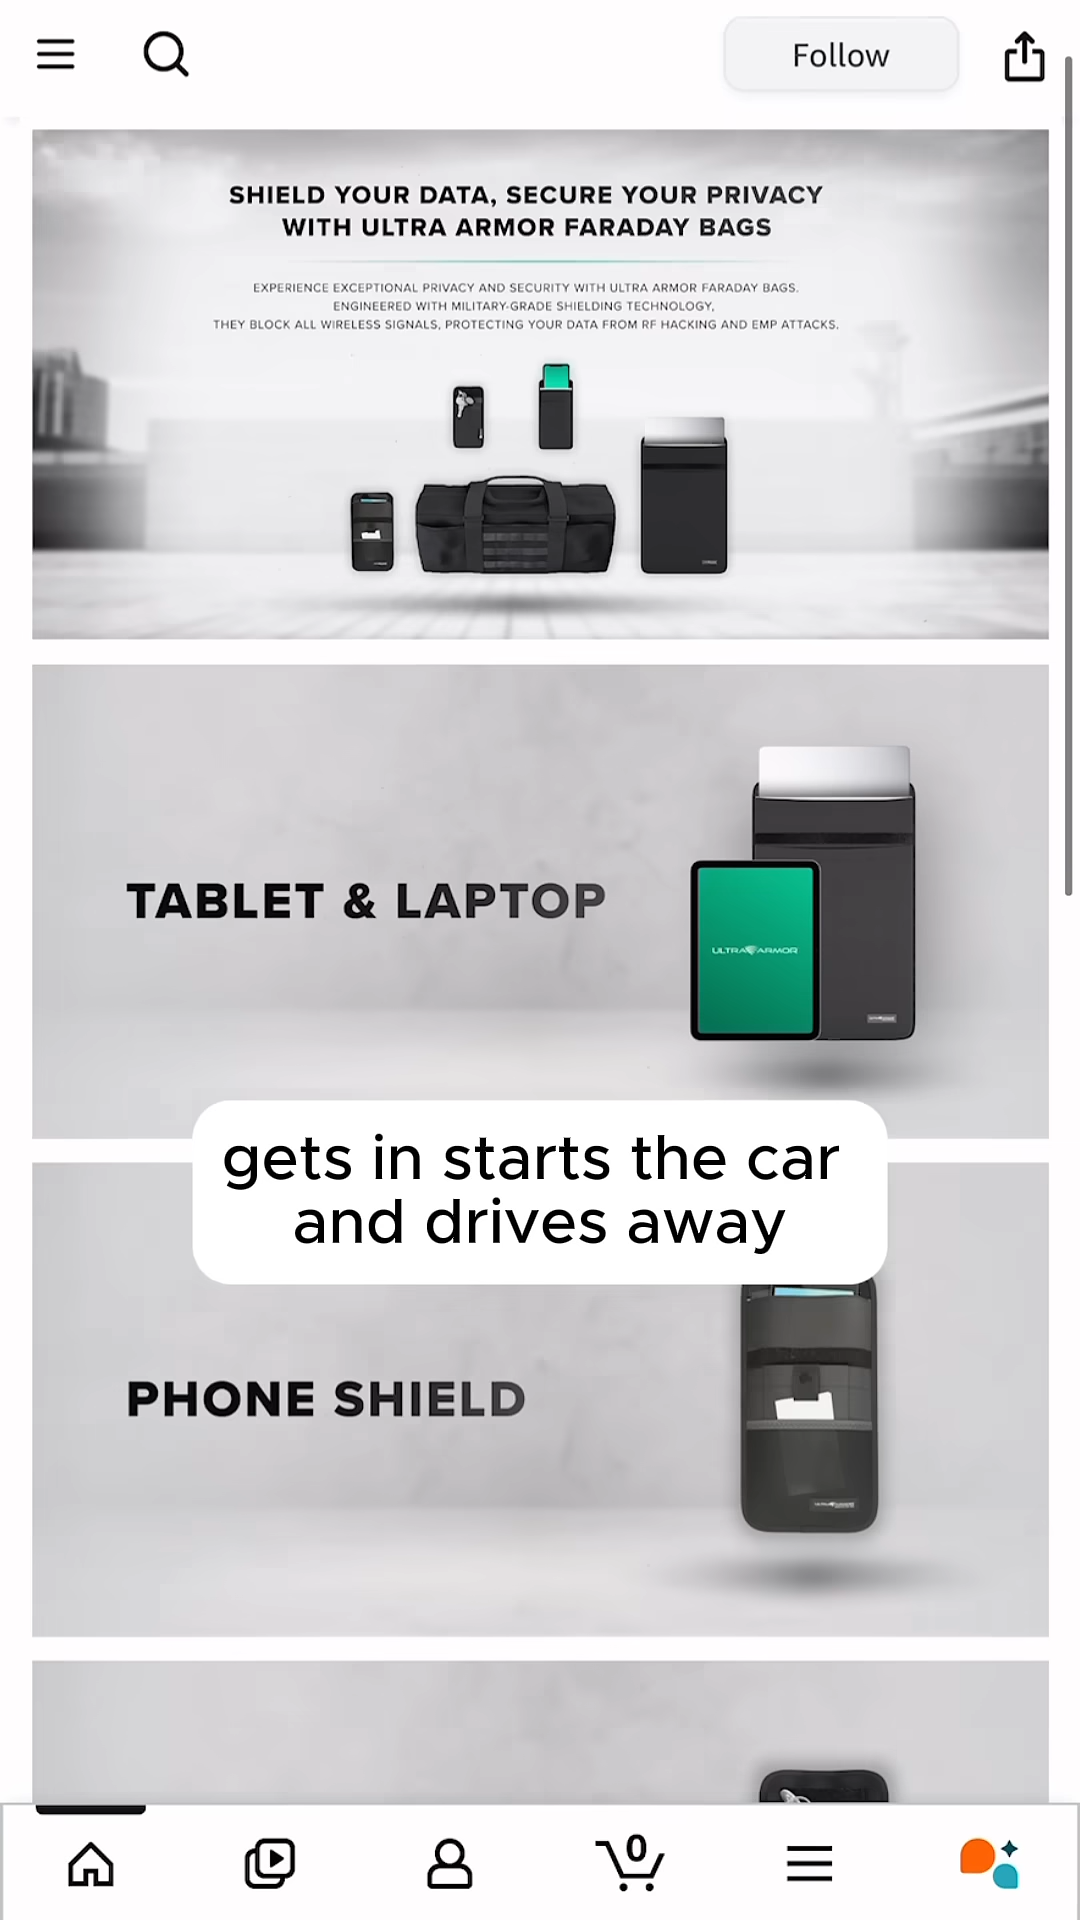 Follow
SHIELD YOUR DATA, SECURE YOUR PRIVACY
WITH ULTRA ARMOR FARADAY BAGS
EXPERIENCE EXCEPTIONAL PRIVACY AND SECURITY WITH ULTRA ARMOR FARADAY BAGS.
ENGINEERED WITH MILITARY-GRADE SHIELDING TECHNOLOGY,
THEY BLOCK ALL WIRELESS SIGNALS, PROTECTING YOUR DATA FROM RF HACKING AND EMP ATTACKS.
TABLET & LAPTOP
ULTRA ARMOR
gets in starts the car
and drives away
PHONE SHIELD
0